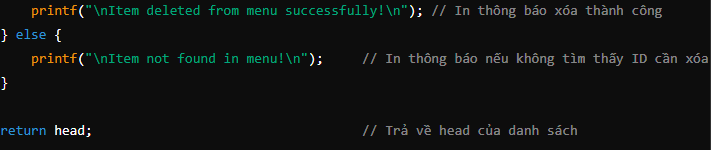 printf("\nItem deleted from menu successfully!\n"); // In thông báo xóa thành công
} else {
printf("\nItem not found in menu!\n"); // In thông báo nếu không tìm thấy ID cần xóa
}
return head; // Trả về head của danh sách